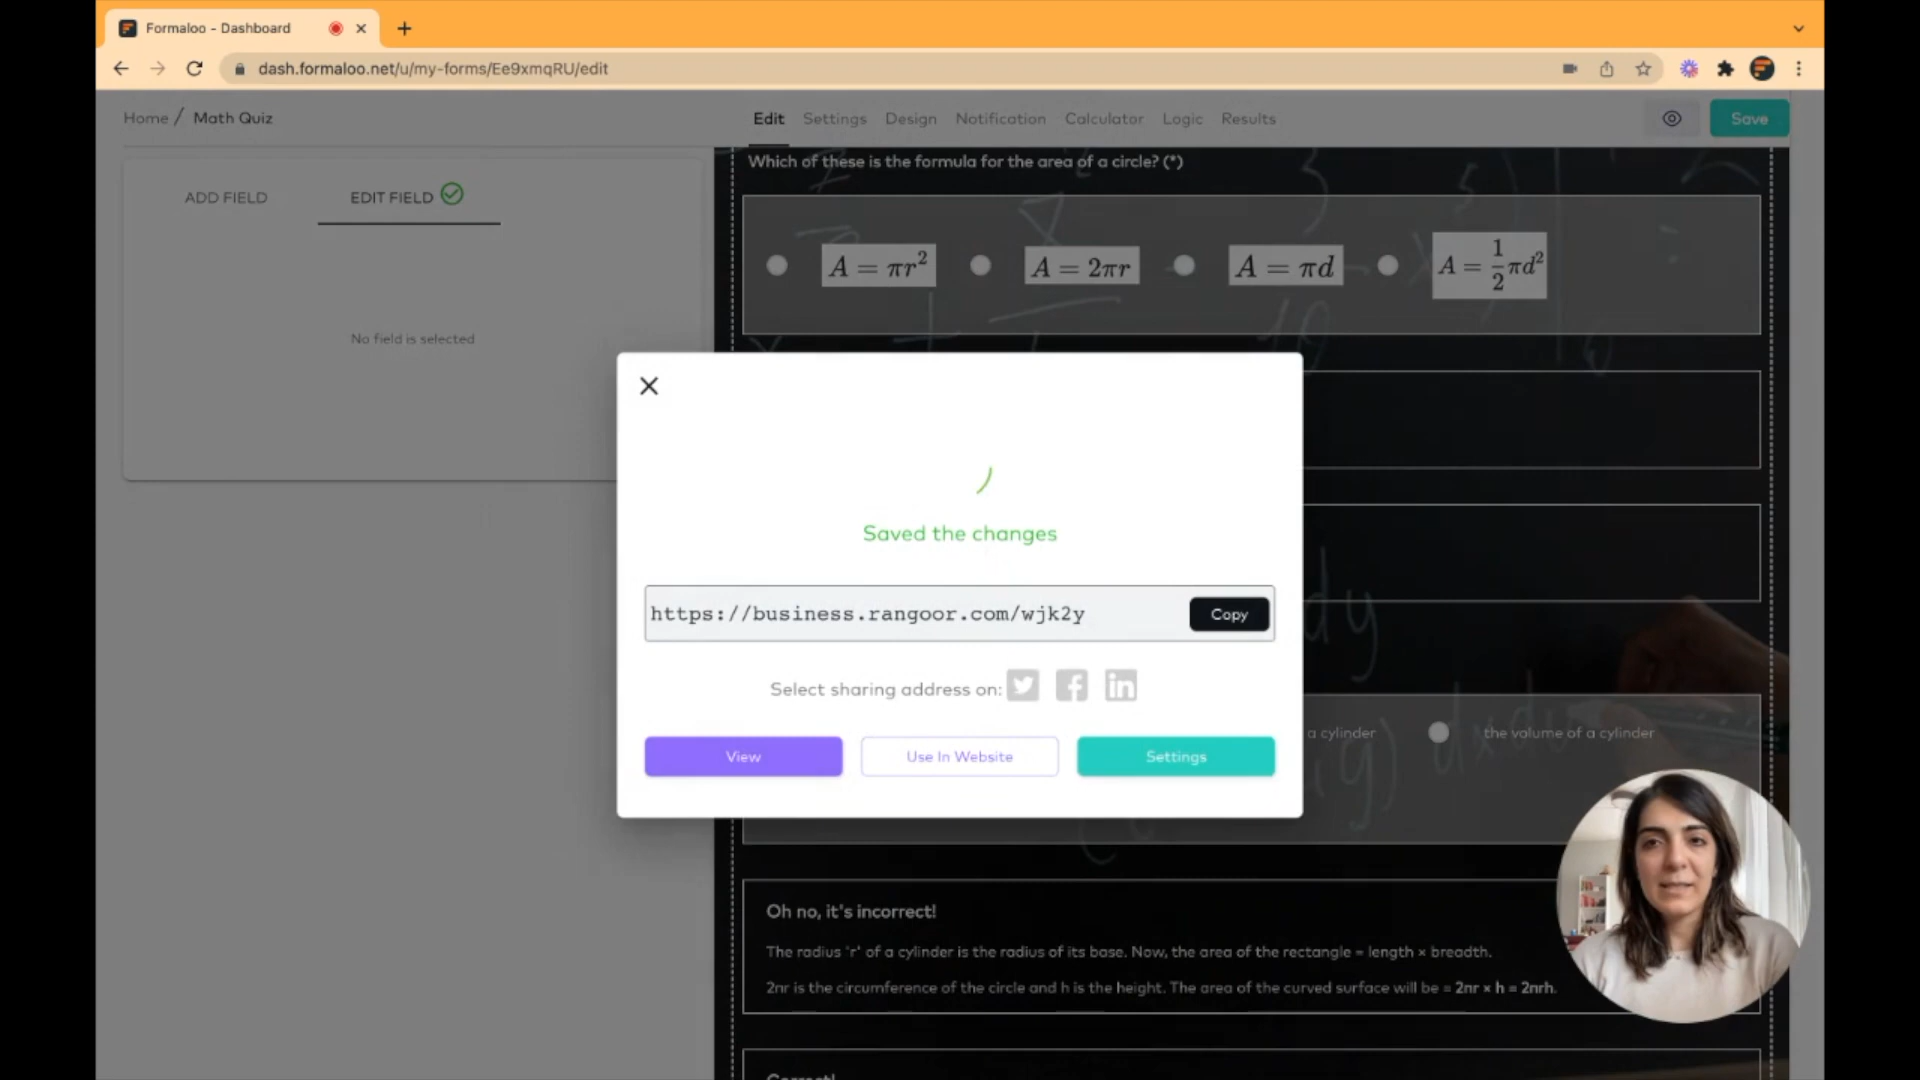 Formaloo - Dashboard
dash.formaloo.net/u/my-forms/Ee9xmqRU/edit
Home / Math Quiz
Edit Settings Design Notification Calculator Logic Results
Save
ADD FIELD EDIT FIELD
No field is selected
Which of these is the formula for the area of a circle? (*)
A = πr² A = 2πr A = πd A = 1/2 πd²
Saved the changes
https://business.rangoor.com/wjk2y Copy
Select sharing address on:
View Use In Website Settings
a cylinder the volume of a cylinder
Oh no, it's incorrect!
The radius 'r' of a cylinder is the radius of its base. Now, the area of the rectangle = length × breadth.
2πr is the circumference of the circle and h is the height. The area of the curved surface will be = 2πr × h = 2πrh.
Correct!